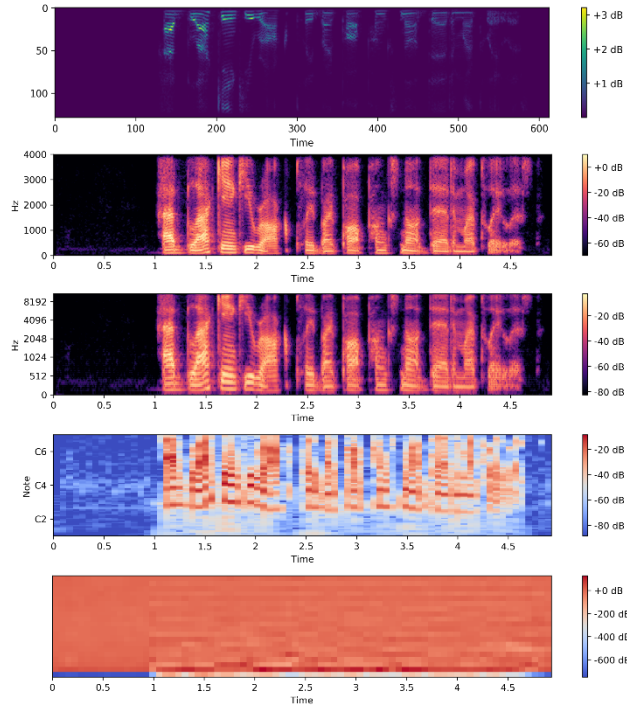 0
50
100
0 100 200 300 400 500 600
Time
+3 dB
+2 dB
+1 dB
4000
3000
2000
1000
0
Hz
0 0.5 1 1.5 2 2.5 3 3.5 4 4.5
Time
+0 dB
-20 dB
-40 dB
-60 dB
8192
4096
2048
1024
512
0
Hz
0 0.5 1 1.5 2 2.5 3 3.5 4 4.5
Time
-20 dB
-40 dB
-60 dB
-80 dB
C6
C4
C2
Note
0 0.5 1 1.5 2 2.5 3 3.5 4 4.5
Time
-20 dB
-40 dB
-60 dB
-80 dB
0 0.5 1 1.5 2 2.5 3 3.5 4 4.5
Time
+0 dB
-200 dB
-400 dB
-600 dB